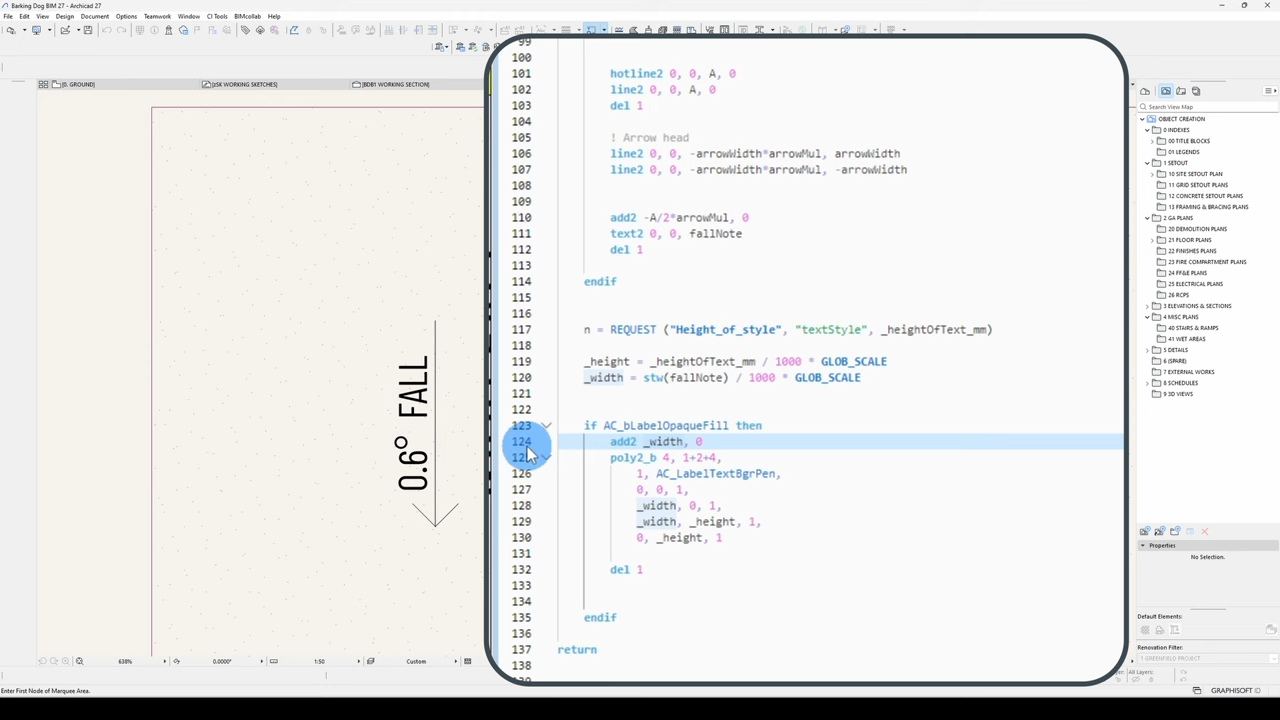 Barking Dog BIM 27 - Archicad 27
File Edit View Design Document Options Teamwork Window CI Tools BIMcollab Help
[0. GROUND]
[JSK WORKING SKETCHES]
[BDB1 WORKING SECTION]
99
100
101 hotline2 0, 0, A, 0
102 line2 0, 0, A, 0
103 del 1
104
105 ! Arrow head
106 line2 0, 0, -arrowWidth*arrowMul, arrowWidth
107 line2 0, 0, -arrowWidth*arrowMul, -arrowWidth
108
109
110 add2 -A/2*arrowMul, 0
111 text2 0, 0, fallNote
112 del 1
113
114 endif
115
116
117 n = REQUEST ("Height_of_style", "textStyle", _heightOfText_mm)
118
119 _height = _heightOfText_mm / 1000 * GLOB_SCALE
120 _width = stw(fallNote) / 1000 * GLOB_SCALE
121
122
123 if AC_bLabelOpaqueFill then
124 add2 _width, 0
125 poly2_b 4, 1+2+4,
126 1, AC_LabelTextBgrPen,
127 0, 0, 1,
128 _width, 0, 1,
129 _width, _height, 1,
130 0, _height, 1
131
132 del 1
133
134
135 endif
136
137 return
138
0.6° FALL
Search View Map
OBJECT CREATION
0 INDEXES
00 TITLE BLOCKS
01 LEGENDS
1 SETOUT
10 SITE SETOUT PLAN
11 GRID SETOUT PLANS
12 CONCRETE SETOUT PLANS
13 FRAMING & BRACING PLANS
2 GA PLANS
20 DEMOLITION PLANS
21 FLOOR PLANS
22 FINISHES PLANS
23 FIRE COMPARTMENT PLANS
24 FF&E PLANS
25 ELECTRICAL PLANS
26 RCPS
3 ELEVATIONS & SECTIONS
4 MISC PLANS
40 STAIRS & RAMPS
41 WET AREAS
5 DETAILS
6 (SPARE)
7 EXTERNAL WORKS
8 SCHEDULES
9 3D VIEWS
Properties
No Selection.
Default Elements:
Renovation Filter:
1 GREENFIELD PROJECT
All Layers:
638%
0.0000°
1:50
Custom
Enter First Node of Marquee Area.
GRAPHISOFT ID